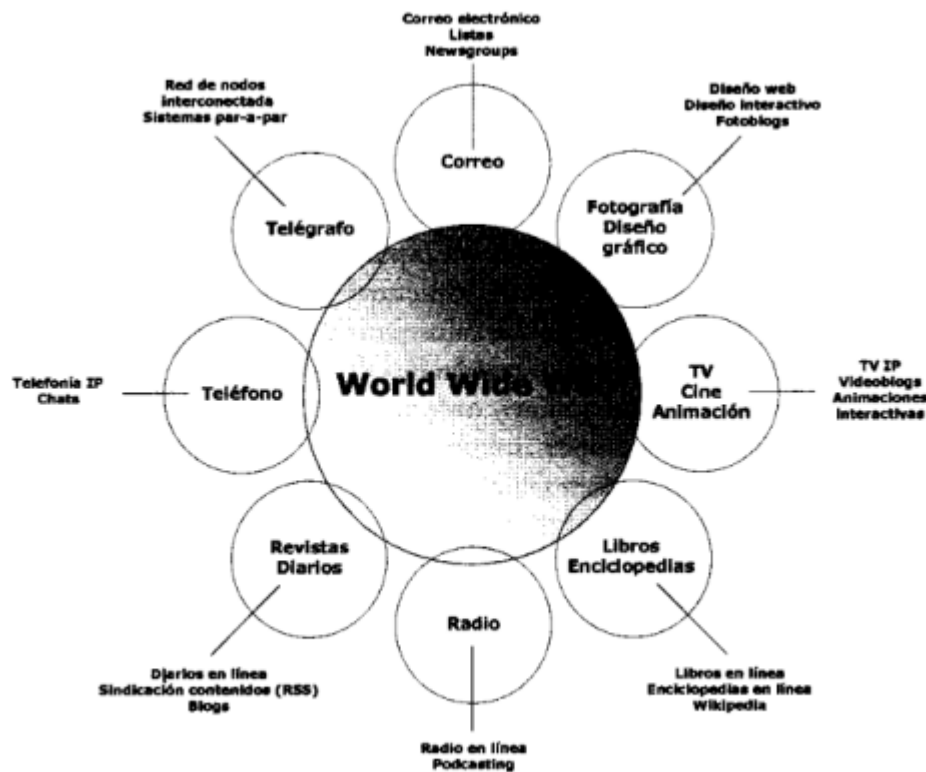 Correo electrónico
Listas
Newsgroups
Red de nodos
interconectada
Sistemas par-a-par
Diseño web
Diseño interactivo
Fotoblogs
Correo
Telégrafo
Fotografía
Diseño
gráfico
Telefonía IP
Chats
Teléfono
World Wide
TV
Cine
Animación
TV IP
Videoblogs
Animaciones
interactivas
Revistas
Diarios
Libros
Enciclopedias
Radio
Diarios en línea
Sindicación contenidos (RSS)
Blogs
Libros en línea
Enciclopedias en línea
Wikipedia
Radio en línea
Podcasting